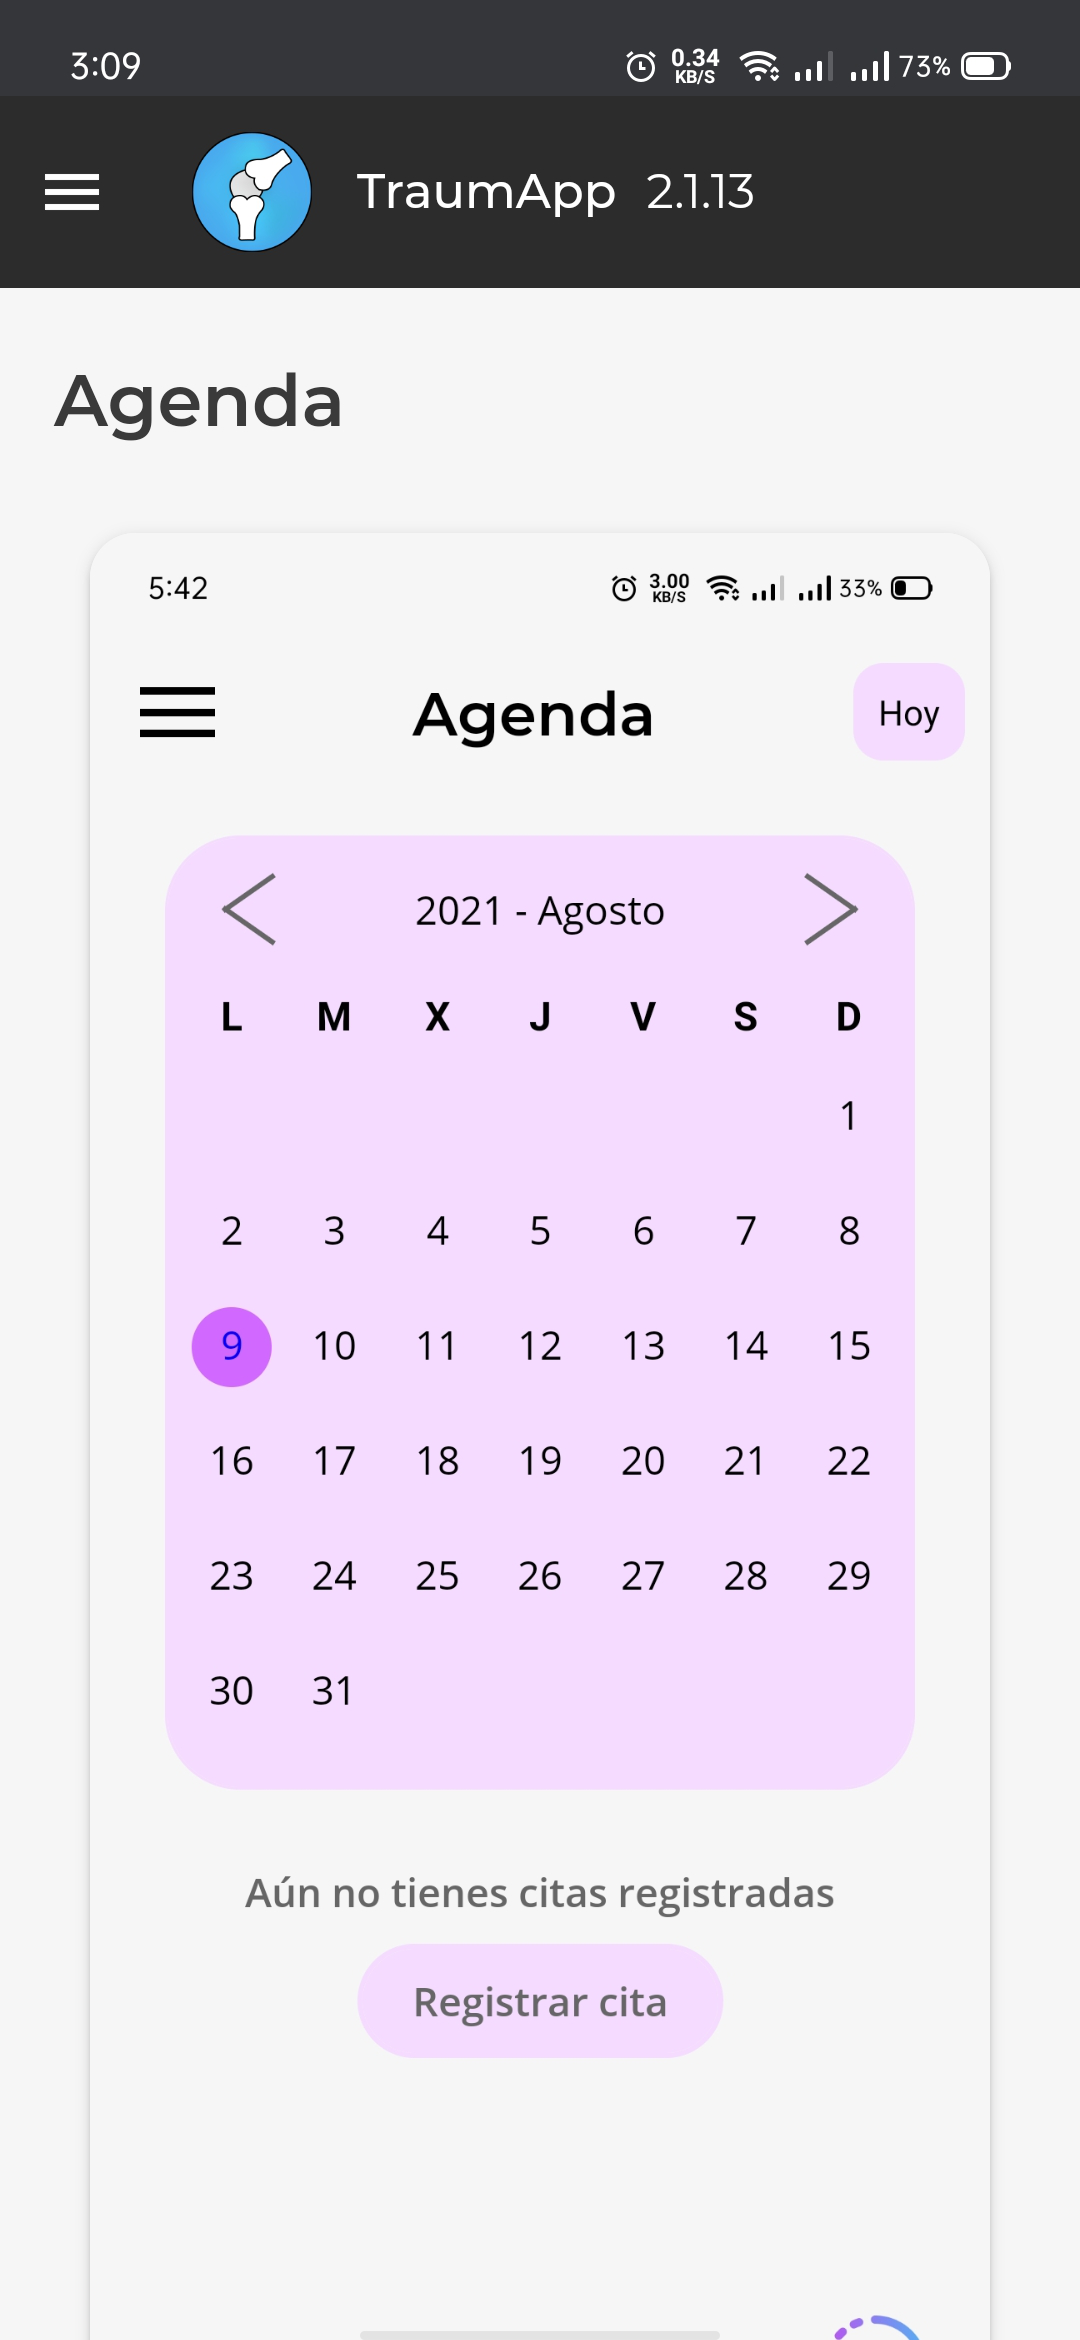 3:09 0.34 KB/S 73%
TraumApp 2.1.13
Agenda
5:42 3.00 KB/S 33%
Agenda Hoy
2021 - Agosto
L M X J V S D
1
2 3 4 5 6 7 8
9 10 11 12 13 14 15
16 17 18 19 20 21 22
23 24 25 26 27 28 29
30 31
Aún no tienes citas registradas
Registrar cita